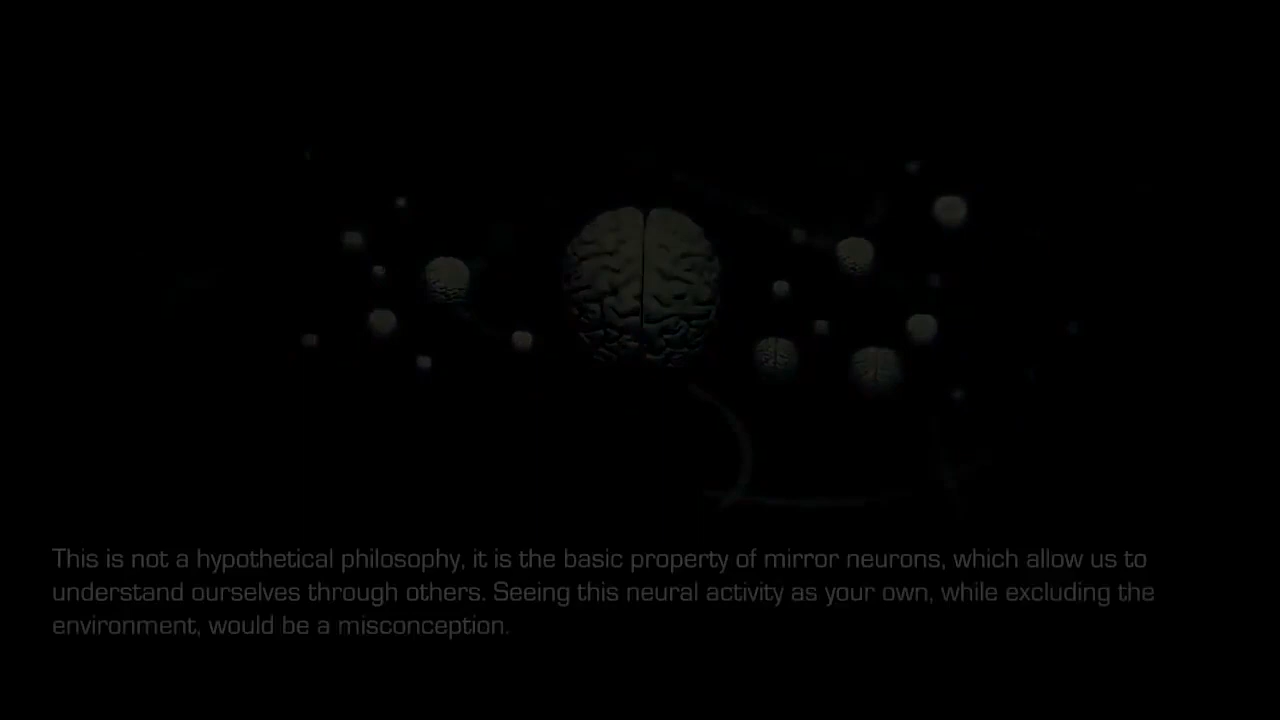 This is not a hypothetical philosophy, it is the basic property of mirror neurons, which allow us to
understand ourselves through others. Seeing this neural activity as your own, while excluding the
environment, would be a misconception.